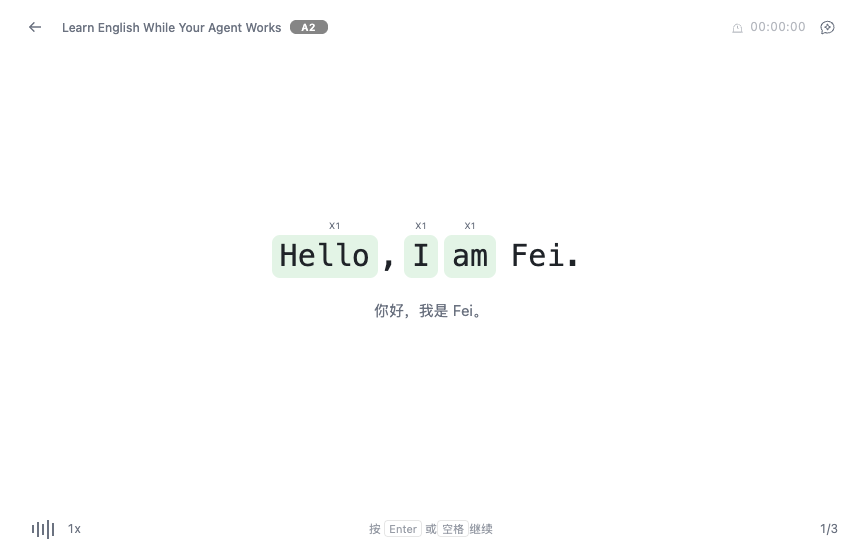 Learn English While Your Agent Works A2 00:00:00
X1 X1 X1
Hello, I am Fei.
你好，我是 Fei。
1x 按 Enter 或 空格 继续 1/3